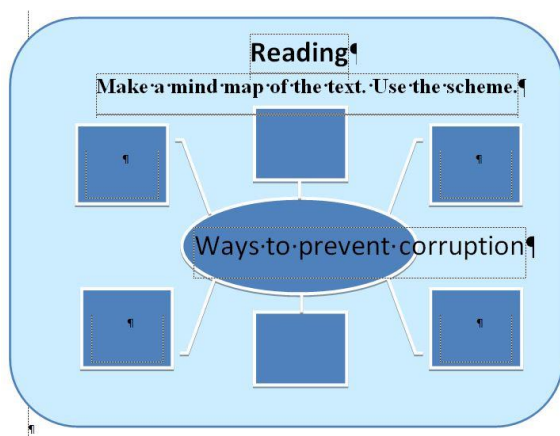 Reading
Make a mind map of the text. Use the scheme.
Ways to prevent corruption